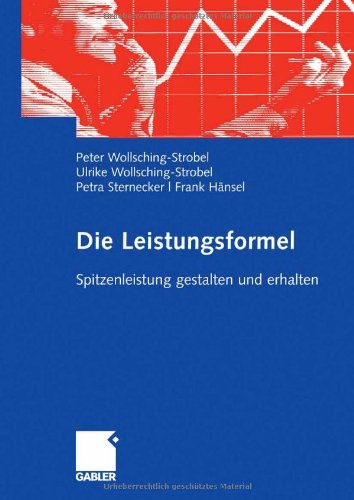 Urheberrechtlich geschütztes Material
Peter Wollsching-Strobel
Ulrike Wollsching-Strobel
Petra Sternecker | Frank Hänsel
Die Leistungsformel
Spitzenleistung gestalten und erhalten
GABLER
Urheberrechtlich geschütztes Material